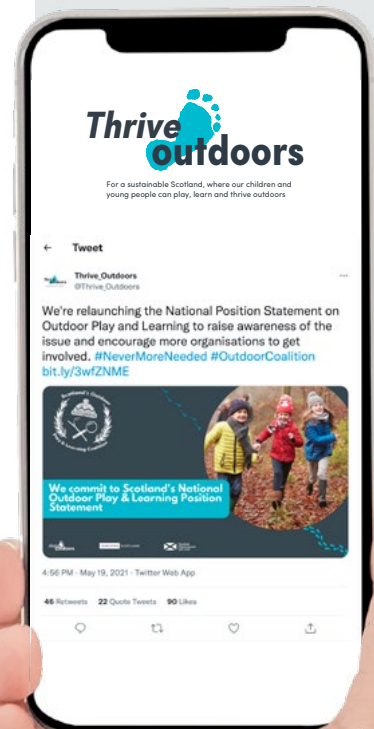 Thrive
outdoors
For a sustainable Scotland, where our children and
young people can play, learn and thrive outdoors
Tweet
Thrive_Outdoors
@Thrive_Outdoors
We're relaunching the National Position Statement on
Outdoor Play and Learning to raise awareness of the
issue and encourage more organisations to get
involved. #NeverMoreNeeded #OutdoorCoalition
bit.ly/3wfZNME
Scotland's Outdoor
Play & Learning Coalition
We commit to Scotland's National
Outdoor Play & Learning Position
Statement
4:56 PM - May 19, 2021 - Twitter Web App
46 Retweets 22 Quote Tweets 90 Likes